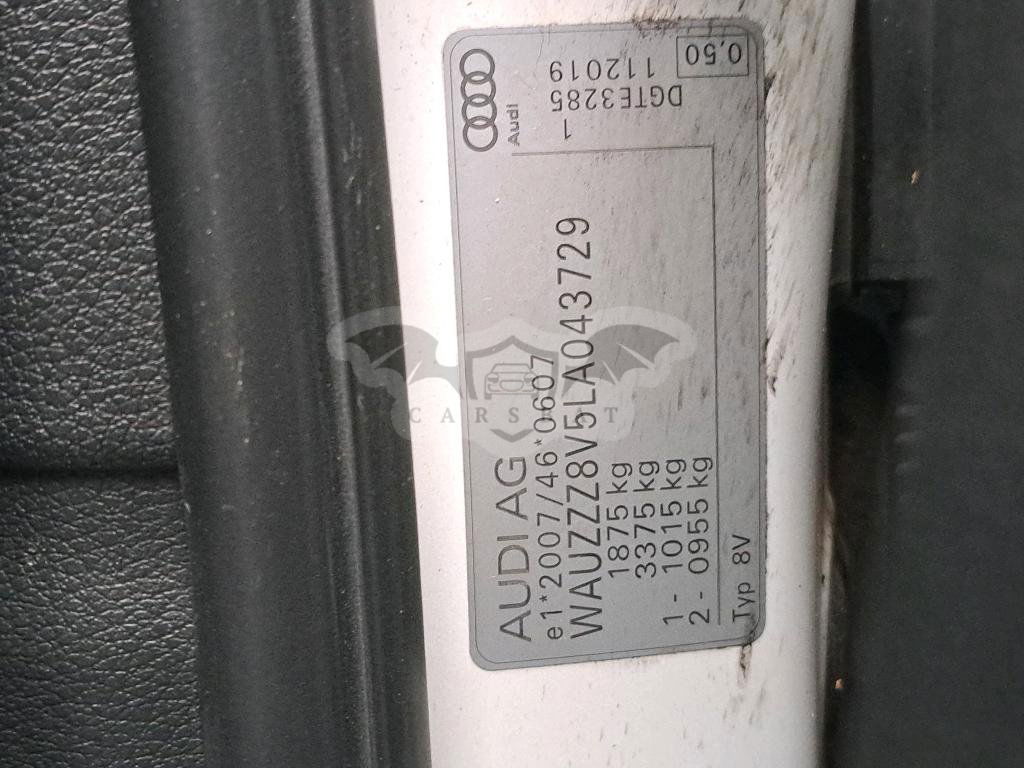 AUDI AG
e1*2007/46*0607
WAUZZZ8V5LA043729
1875 kg
3375 kg
1 - 1015 kg
2 - 0955 kg
Typ 8V
Audi
1
DGTE3285
112019
0,50
CARSBAT